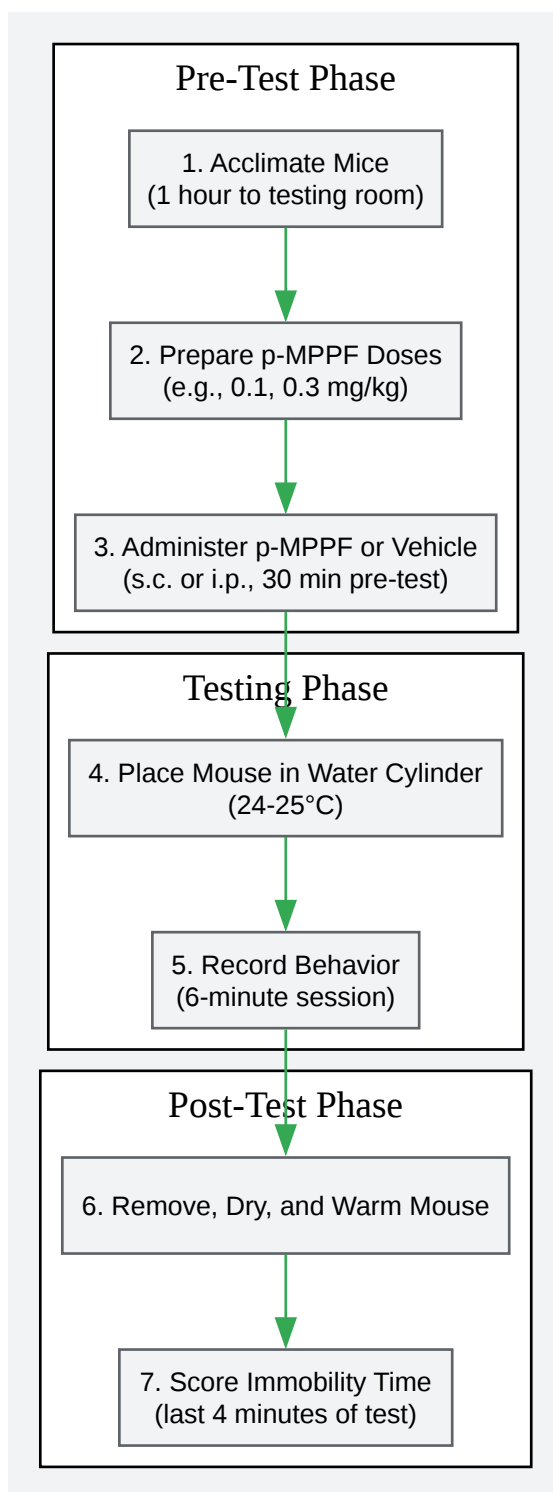 Pre-Test Phase
1. Acclimate Mice
(1 hour to testing room)
2. Prepare p-MPPF Doses
(e.g., 0.1, 0.3 mg/kg)
3. Administer p-MPPF or Vehicle
(s.c. or i.p., 30 min pre-test)
Testing Phase
4. Place Mouse in Water Cylinder
(24-25°C)
5. Record Behavior
(6-minute session)
Post-Test Phase
6. Remove, Dry, and Warm Mouse
7. Score Immobility Time
(last 4 minutes of test)